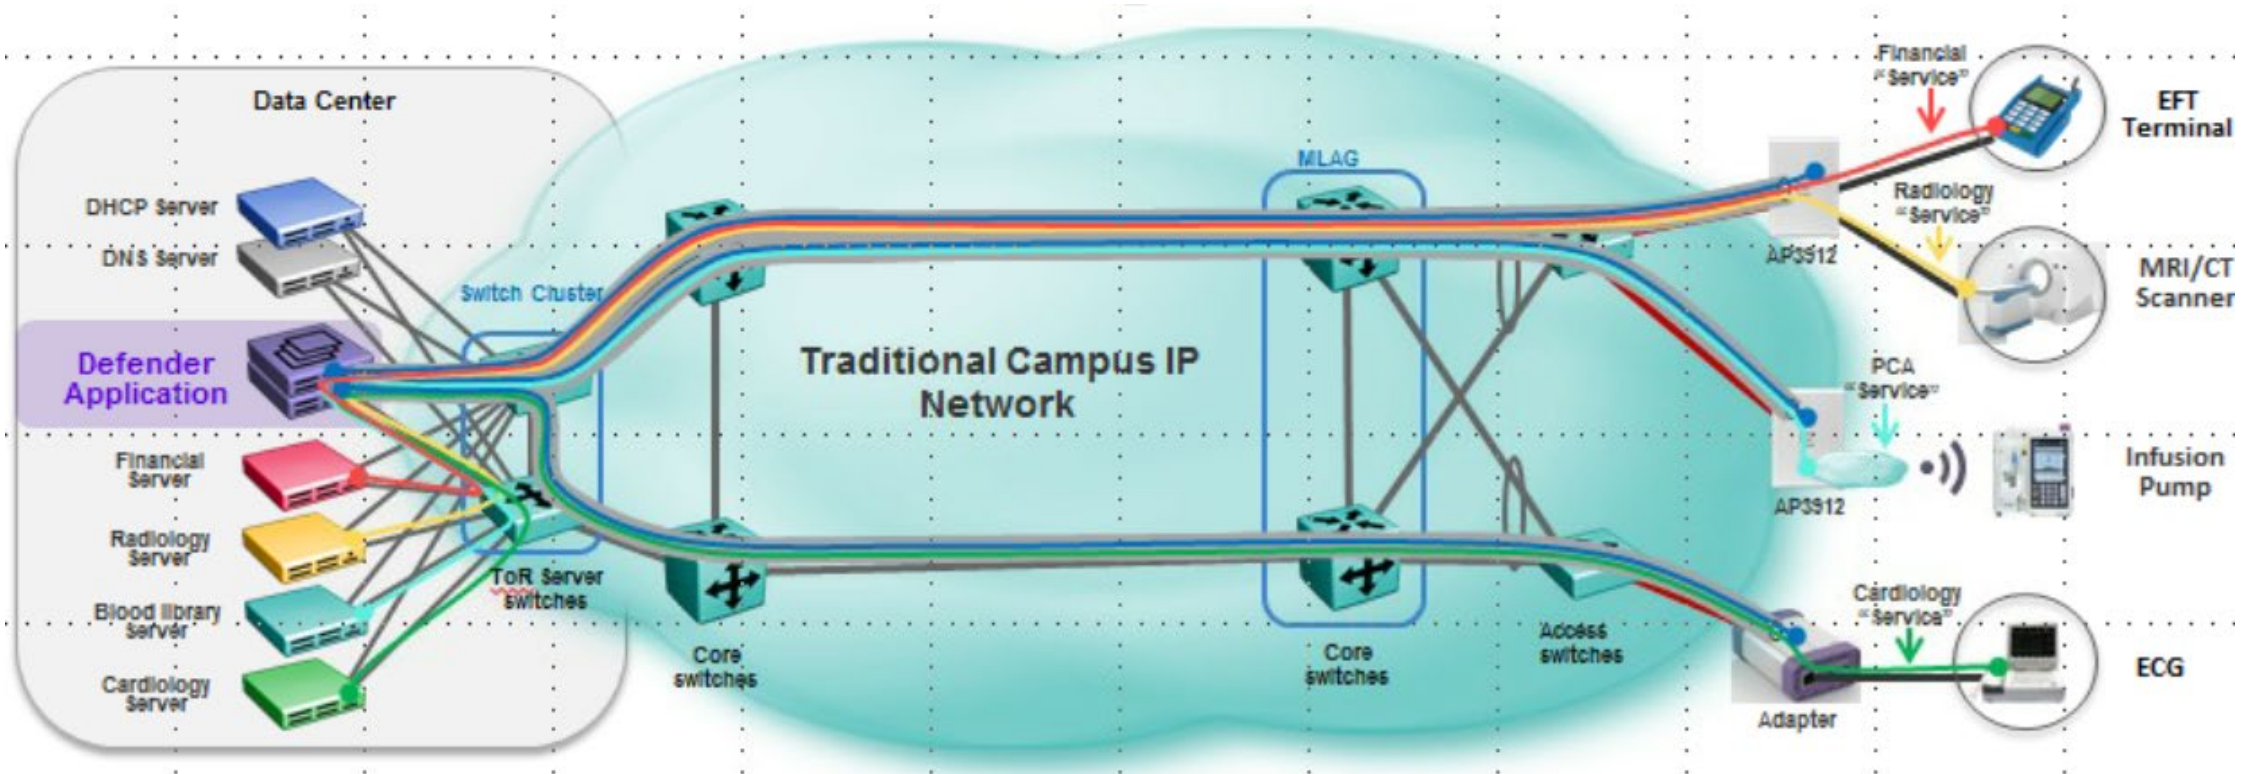 Data Center
DHCP Server
DNS Server
Defender
Application
Financial
Server
Radiology
Server
Blood library
Server
Cardiology
Server
Switch Cluster
ToR Server
switches
Core
switches
Traditional Campus IP
Network
MLAG
Core
switches
Access
switches
Financial
“Service”
EFT
Terminal
Radiology
“Service”
AP3912
MRI/CT
Scanner
PCA
“Service”
AP3912
Infusion
Pump
Cardiology
“Service”
Adapter
ECG